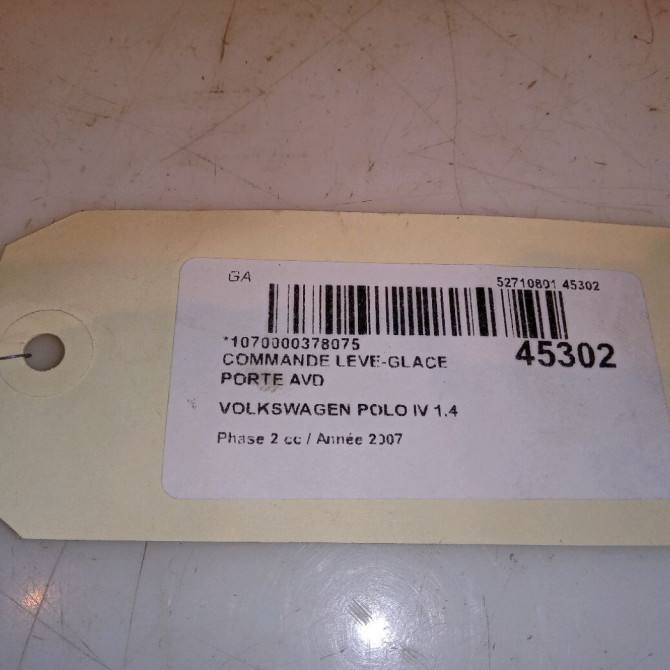 GA
52710801 45302
*1070000378075
45302
COMMANDE LEVE-GLACE
PORTE AVD
VOLKSWAGEN POLO IV 1.4
Phase 2 cc / Année 2007